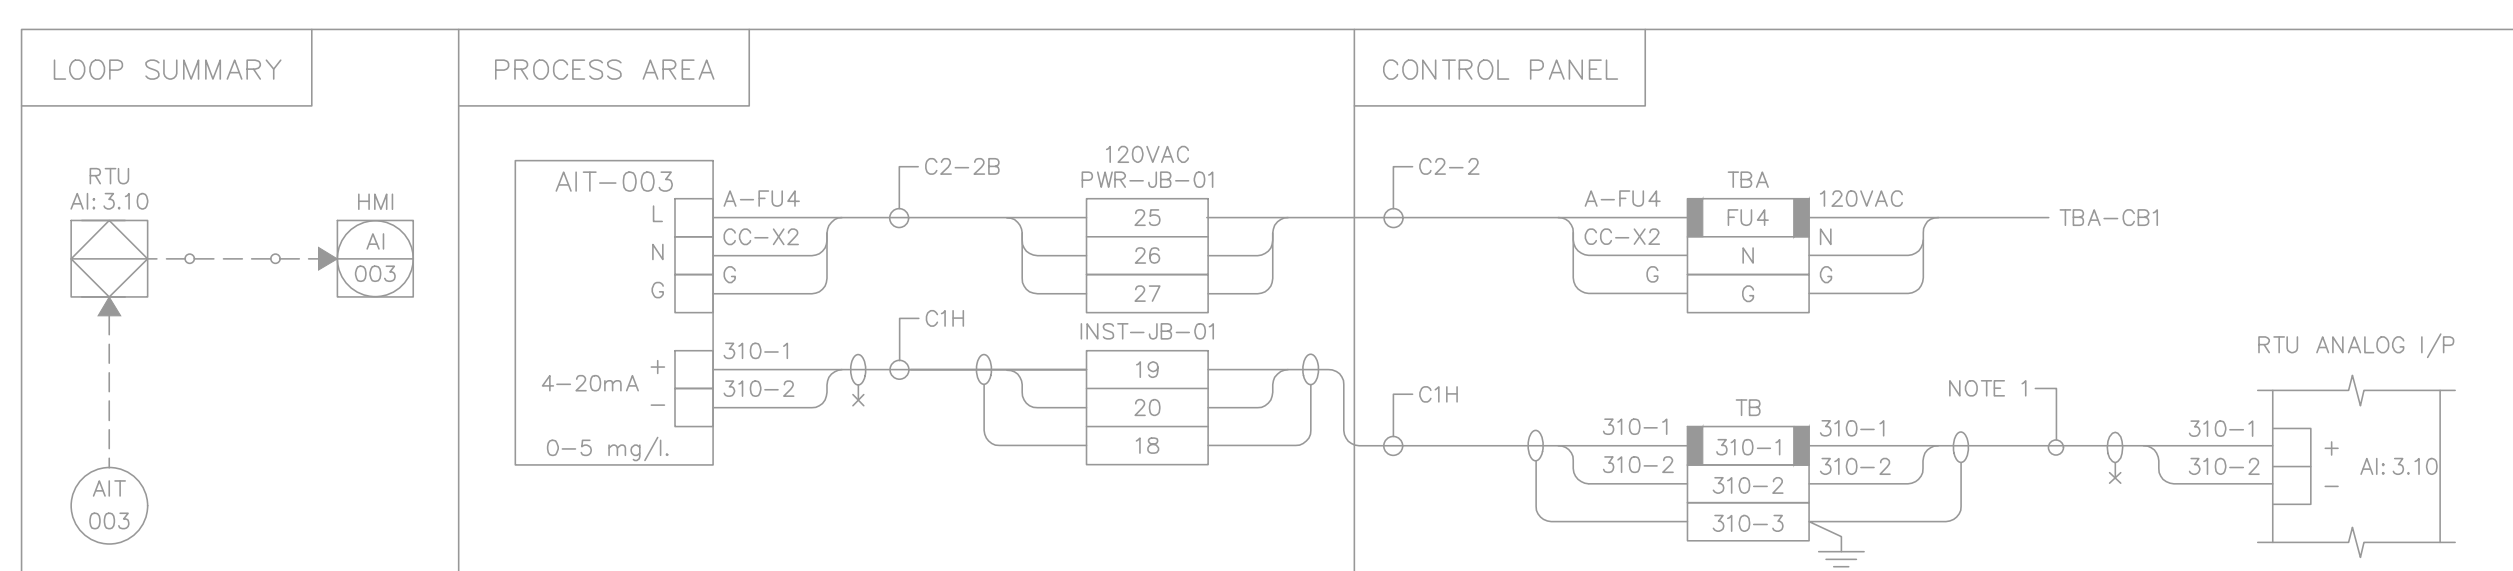 LOOP SUMMARY
PROCESS AREA
CONTROL PANEL
RTU
AI:3.10
HMI
AI
003
AIT
003
AIT-003
L
N
G
4-20mA
+
-
0-5 mg/l.
A-FU4
CC-X2
G
C2-2B
310-1
310-2
C1H
120VAC
PWR-JB-01
25
26
27
INST-JB-01
19
20
18
C2-2
C1H
A-FU4
CC-X2
G
TBA
FU4
N
G
120VAC
N
G
TBA-CB1
310-1
310-2
TB
310-1
310-2
310-3
310-1
310-2
NOTE 1
310-1
310-2
RTU ANALOG I/P
+
-
AI:3.10